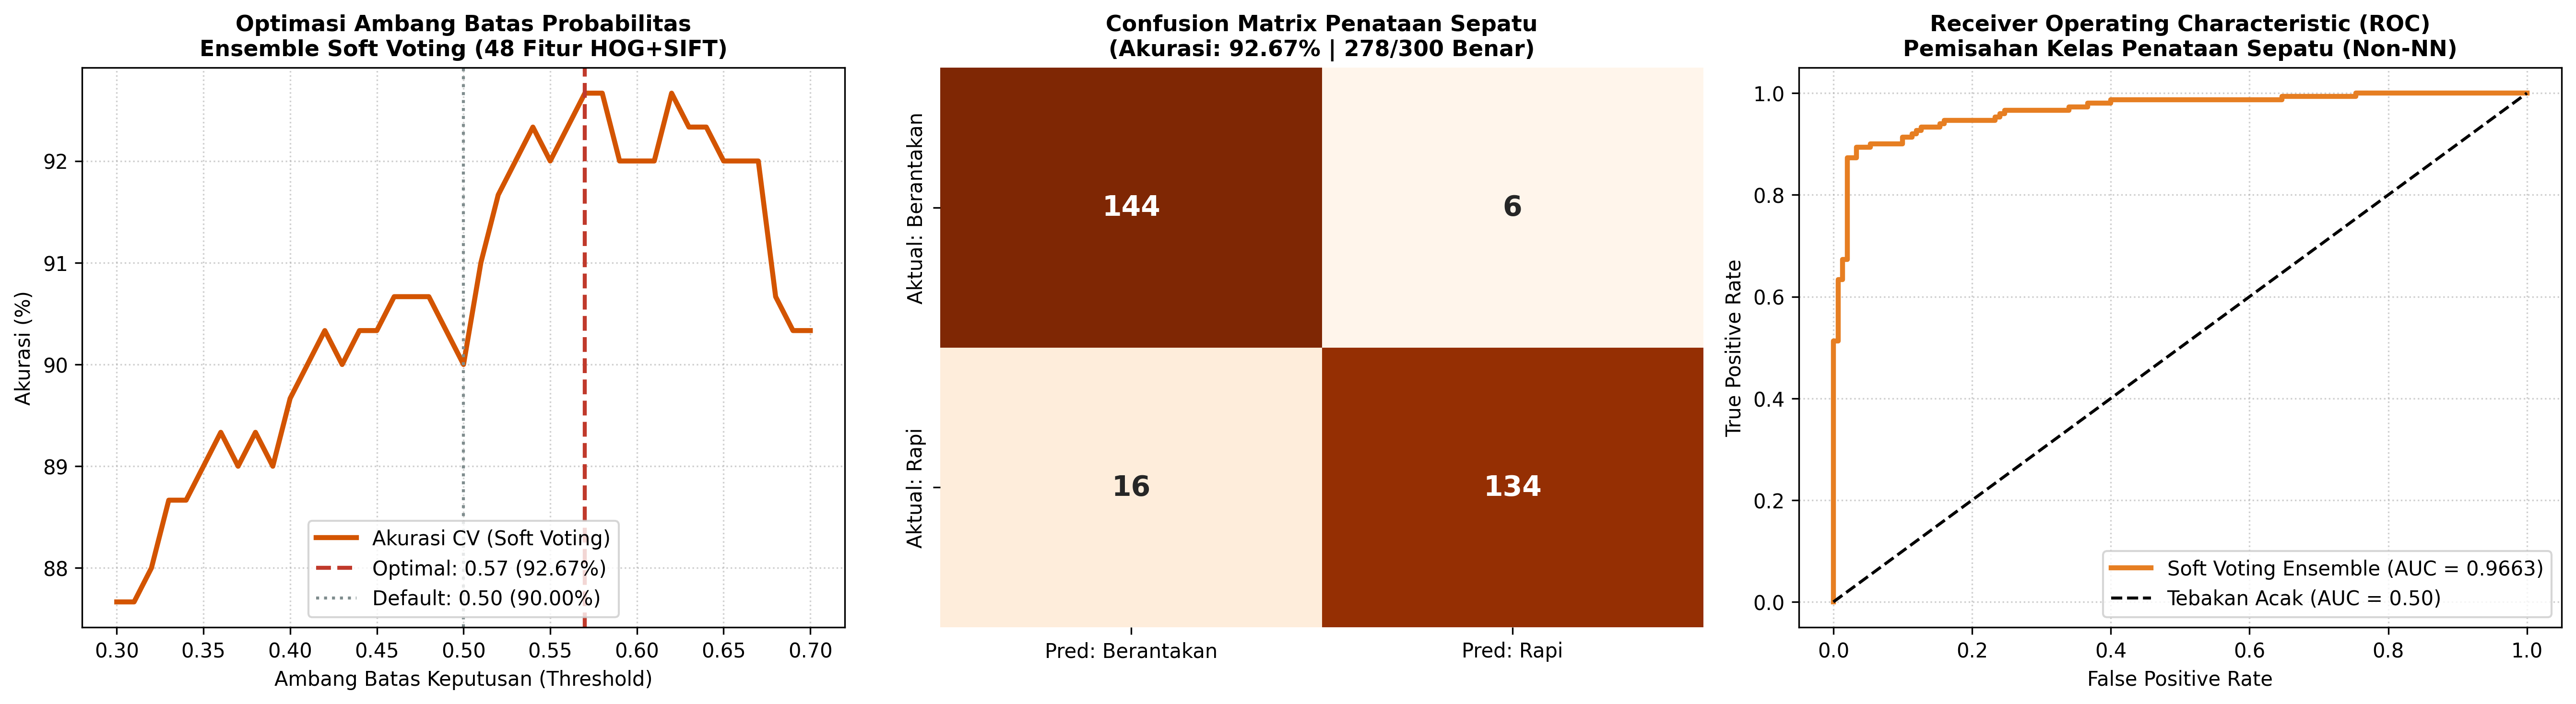 Optimasi Ambang Batas Probabilitas
Ensemble Soft Voting (48 Fitur HOG+SIFT)
Akurasi (%)
92
91
90
89
88
Akurasi CV (Soft Voting)
Optimal: 0.57 (92.67%)
Default: 0.50 (90.00%)
0.30 0.35 0.40 0.45 0.50 0.55 0.60 0.65 0.70
Ambang Batas Keputusan (Threshold)
Confusion Matrix Penataan Sepatu
(Akurasi: 92.67% | 278/300 Benar)
Aktual: Berantakan
144 6
Aktual: Rapi
16 134
Pred: Berantakan Pred: Rapi
Receiver Operating Characteristic (ROC)
Pemisahan Kelas Penataan Sepatu (Non-NN)
True Positive Rate
1.0
0.8
0.6
0.4
0.2
0.0
Soft Voting Ensemble (AUC = 0.9663)
Tebakan Acak (AUC = 0.50)
0.0 0.2 0.4 0.6 0.8 1.0
False Positive Rate